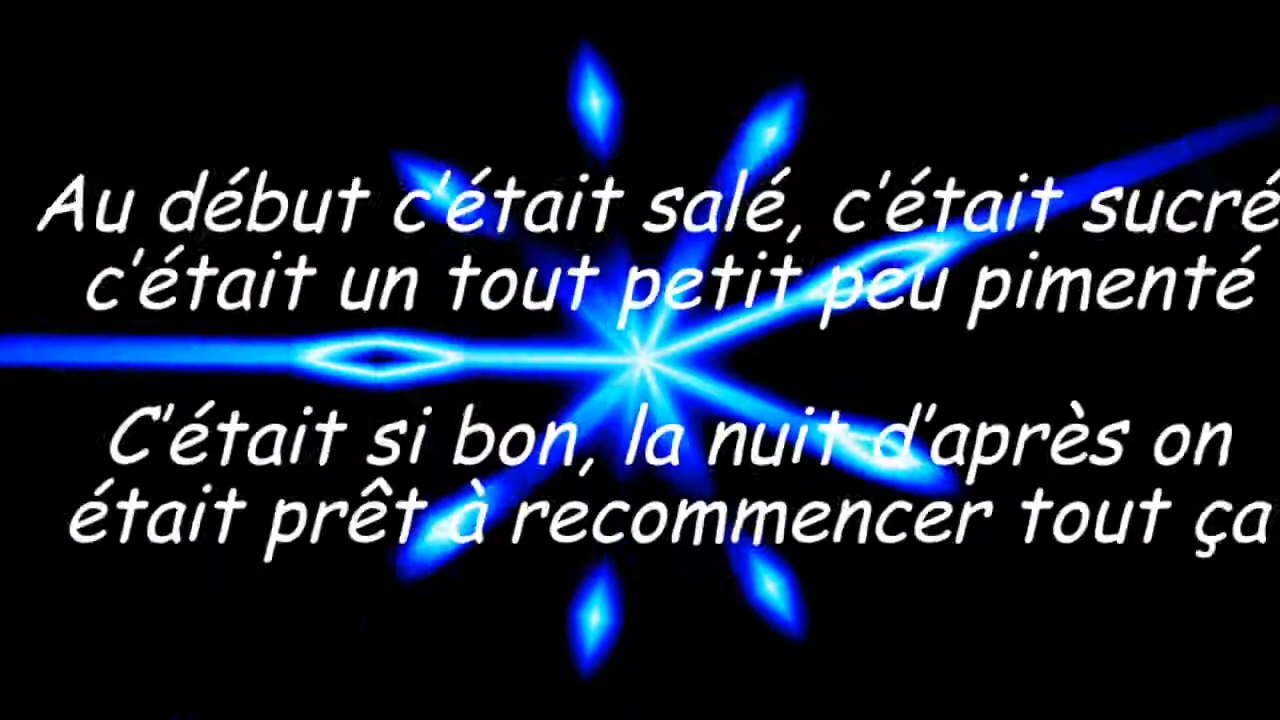 Au début c'était salé, c'était sucré
c'était un tout petit peu pimenté
C'était si bon, la nuit d'après on
était prêt à recommencer tout ça